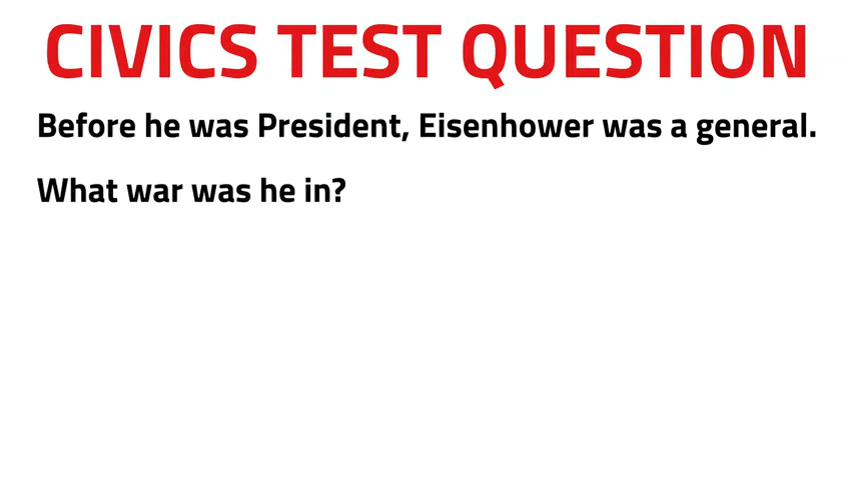 CIVICS TEST QUESTION
Before he was President, Eisenhower was a general.
What war was he in?